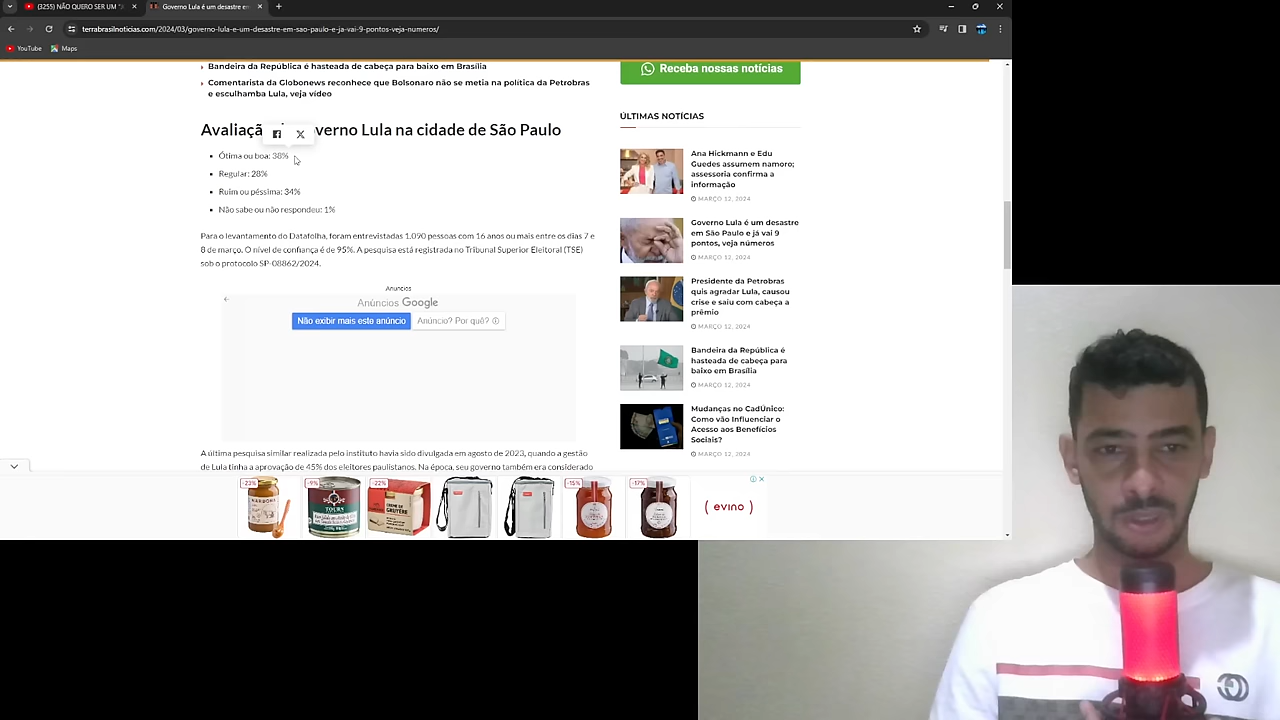 (3255) NÃO QUERO SER UM "
Governo Lula é um desastre em
terrabrasilnoticias.com/2024/03/governo-lula-e-um-desastre-em-sao-paulo-e-ja-vai-9-pontos-veja-numeros/
YouTube
Maps
Bandeira da República é hasteada de cabeça para baixo em Brasília
Comentarista da Globonews reconhece que Bolsonaro não se metia na política da Petrobras
e esculhamba Lula, veja vídeo
Avaliação verno Lula na cidade de São Paulo
Ótima ou boa: 38%
Regular: 28%
Ruim ou péssima: 34%
Não sabe ou não respondeu: 1%
Para o levantamento do Datafolha, foram entrevistadas 1.090 pessoas com 16 anos ou mais entre os dias 7 e
8 de março. O nível de confiança é de 95%. A pesquisa está registrada no Tribunal Superior Eleitoral (TSE)
sob o protocolo SP-08862/2024.
Anúncios
Anúncios Google
Não exibir mais este anúncio
Anúncio? Por quê?
A última pesquisa similar realizada pelo instituto havia sido divulgada em agosto de 2023, quando a gestão
de Lula tinha a aprovação de 45% dos eleitores paulistanos. Na época, seu governo também era considerado
Receba nossas notícias
ÚLTIMAS NOTÍCIAS
Ana Hickmann e Edu
Guedes assumem namoro;
assessoria confirma a
informação
MARÇO 12, 2024
Governo Lula é um desastre
em São Paulo e já vai 9
pontos, veja números
MARÇO 12, 2024
Presidente da Petrobras
quis agradar Lula, causou
crise e saiu com cabeça a
prêmio
MARÇO 12, 2024
Bandeira da República é
hasteada de cabeça para
baixo em Brasília
MARÇO 12, 2024
Mudanças no CadÚnico:
Como vão Influenciar o
Acesso aos Benefícios
Sociais?
MARÇO 12, 2024
-23%
-9%
-22%
-15%
-17%
( evino )